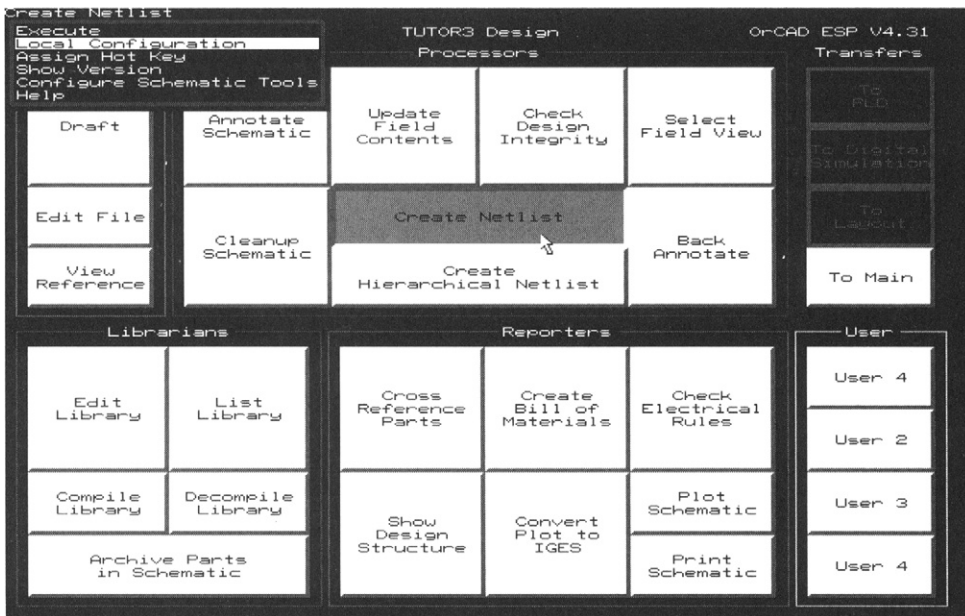 Create Netlist
Execute
Local Configuration
Assign Hot Key
Show Version
Configure Schematic Tools
Help
TUTOR3 Design
OrCAD ESP V4.31
Processors
Transfers
Draft
Annotate
Schematic
Update
Field
Contents
Check
Design
Integrity
Select
Field View
To
PLD
To Digital
Simulation
Edit File
Create Netlist
To
Layout
View
Reference
Cleanup
Schematic
Create
Hierarchical Netlist
Back
Annotate
To Main
Librarians
Reporters
User
Edit
Library
List
Library
Cross
Reference
Parts
Create
Bill of
Materials
Check
Electrical
Rules
User 4
User 2
Compile
Library
Decompile
Library
Show
Design
Structure
Convert
Plot to
IGES
Plot
Schematic
User 3
Archive Parts
in Schematic
Print
Schematic
User 4